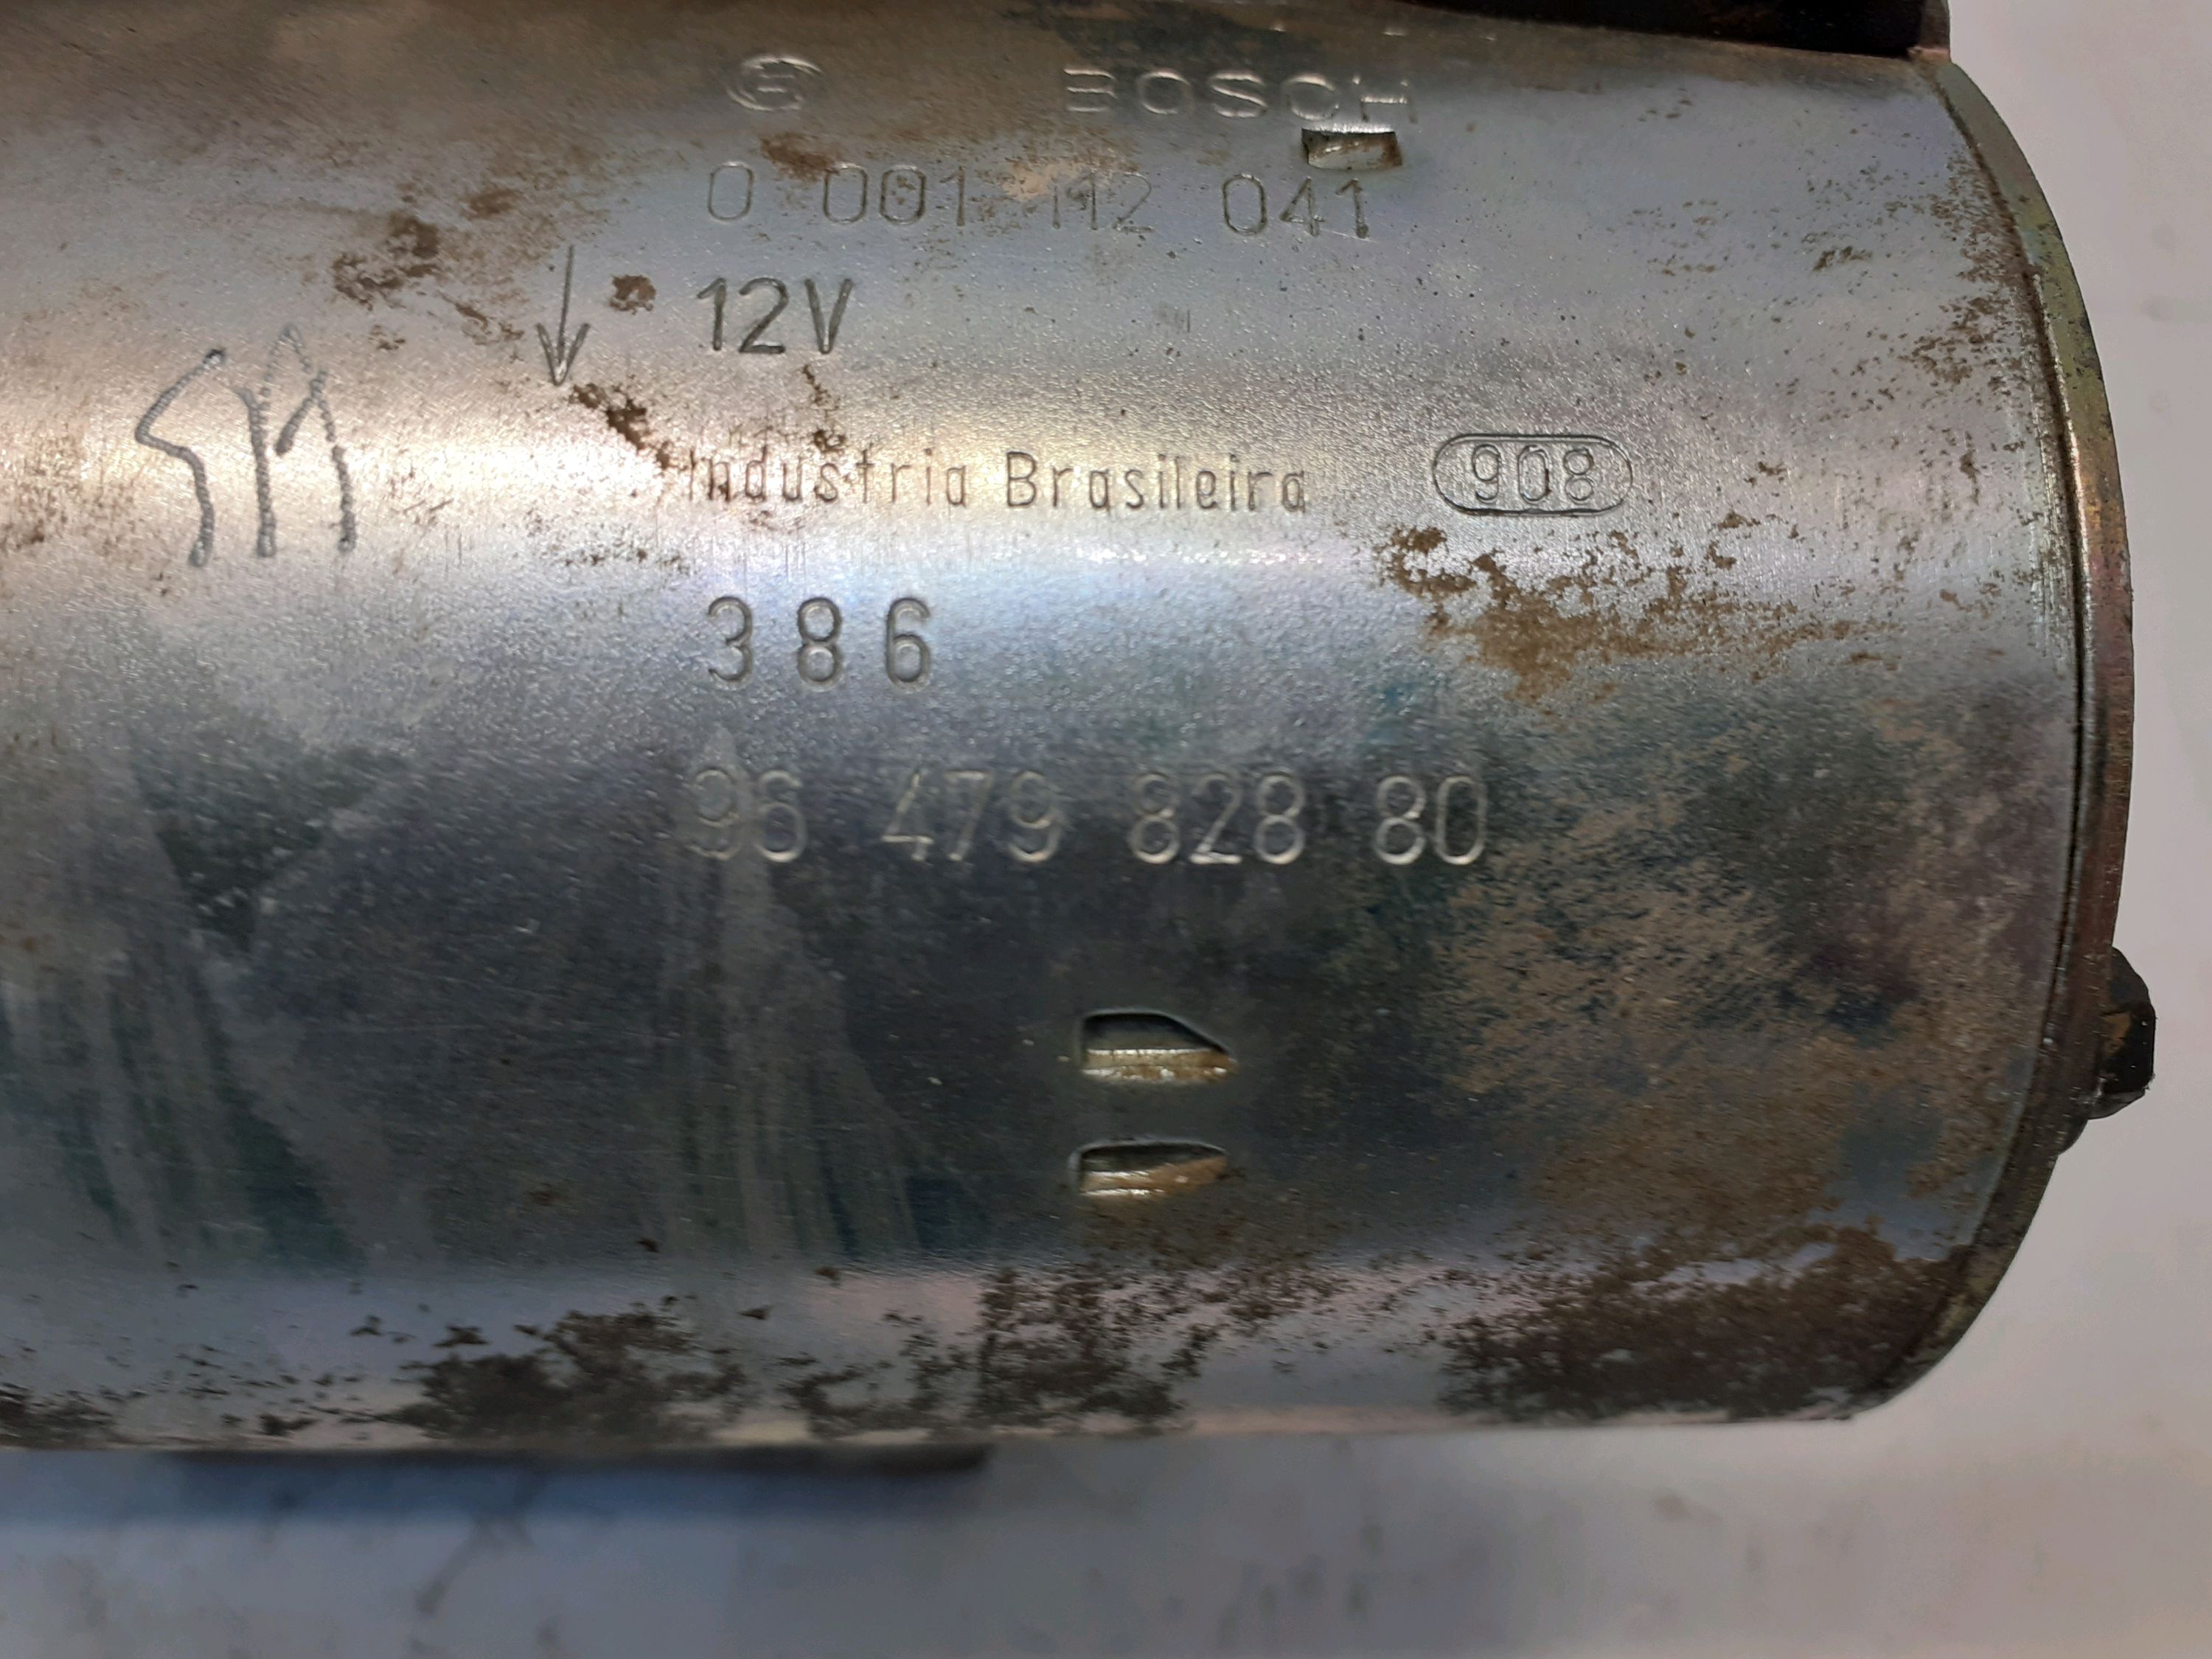 BOSCH
0 001 112 041
12V
Industria Brasileira 908
386
96 479 828 80